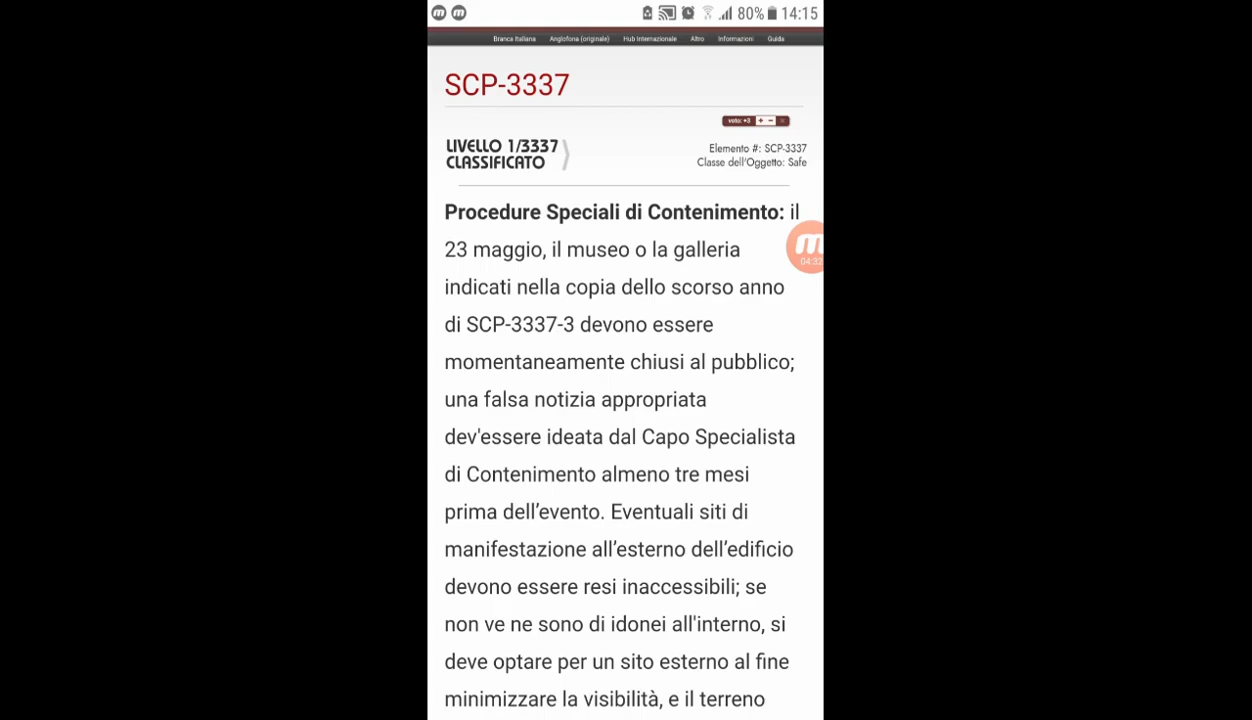 80% 14:15
Branca Italiana Anglofona (originale) Hub Internazionale Altro Informazioni Guida
SCP-3337
voto: +3 + – x
LIVELLO 1/3337
CLASSIFICATO
Elemento #: SCP-3337
Classe dell'Oggetto: Safe
Procedure Speciali di Contenimento: il
23 maggio, il museo o la galleria
04:32
indicati nella copia dello scorso anno
di SCP-3337-3 devono essere
momentaneamente chiusi al pubblico;
una falsa notizia appropriata
dev'essere ideata dal Capo Specialista
di Contenimento almeno tre mesi
prima dell’evento. Eventuali siti di
manifestazione all’esterno dell’edificio
devono essere resi inaccessibili; se
non ve ne sono di idonei all'interno, si
deve optare per un sito esterno al fine
minimizzare la visibilità, e il terreno